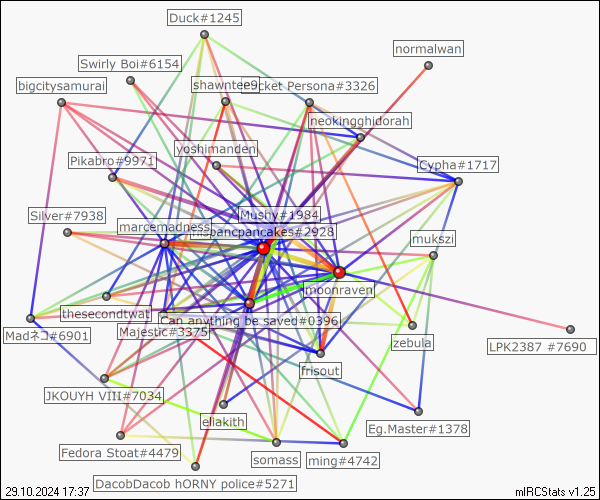 Duck#1245
normalwan
Swirly Boi#6154
bigcitysamurai
shawntee9
cket Persona#3326
neokingghidorah
yoshimanden
Pikabro#9971
Cypha#1717
Silver#7938
Mushy#1984
marcemadness
pancpancakes#2928
mukszi
moonraven
thesecondtwat
Can anything be saved#0396
Majestic#3375
Madネコ#6901
zebula
LPK2387 #7690
frisout
JKOUYH VIII#7034
eliakith
Eg.Master#1378
Fedora Stoat#4479
somass
ming#4742
DacobDacob hORNY police#5271
29.10.2024 17:37
mIRCStats v1.25